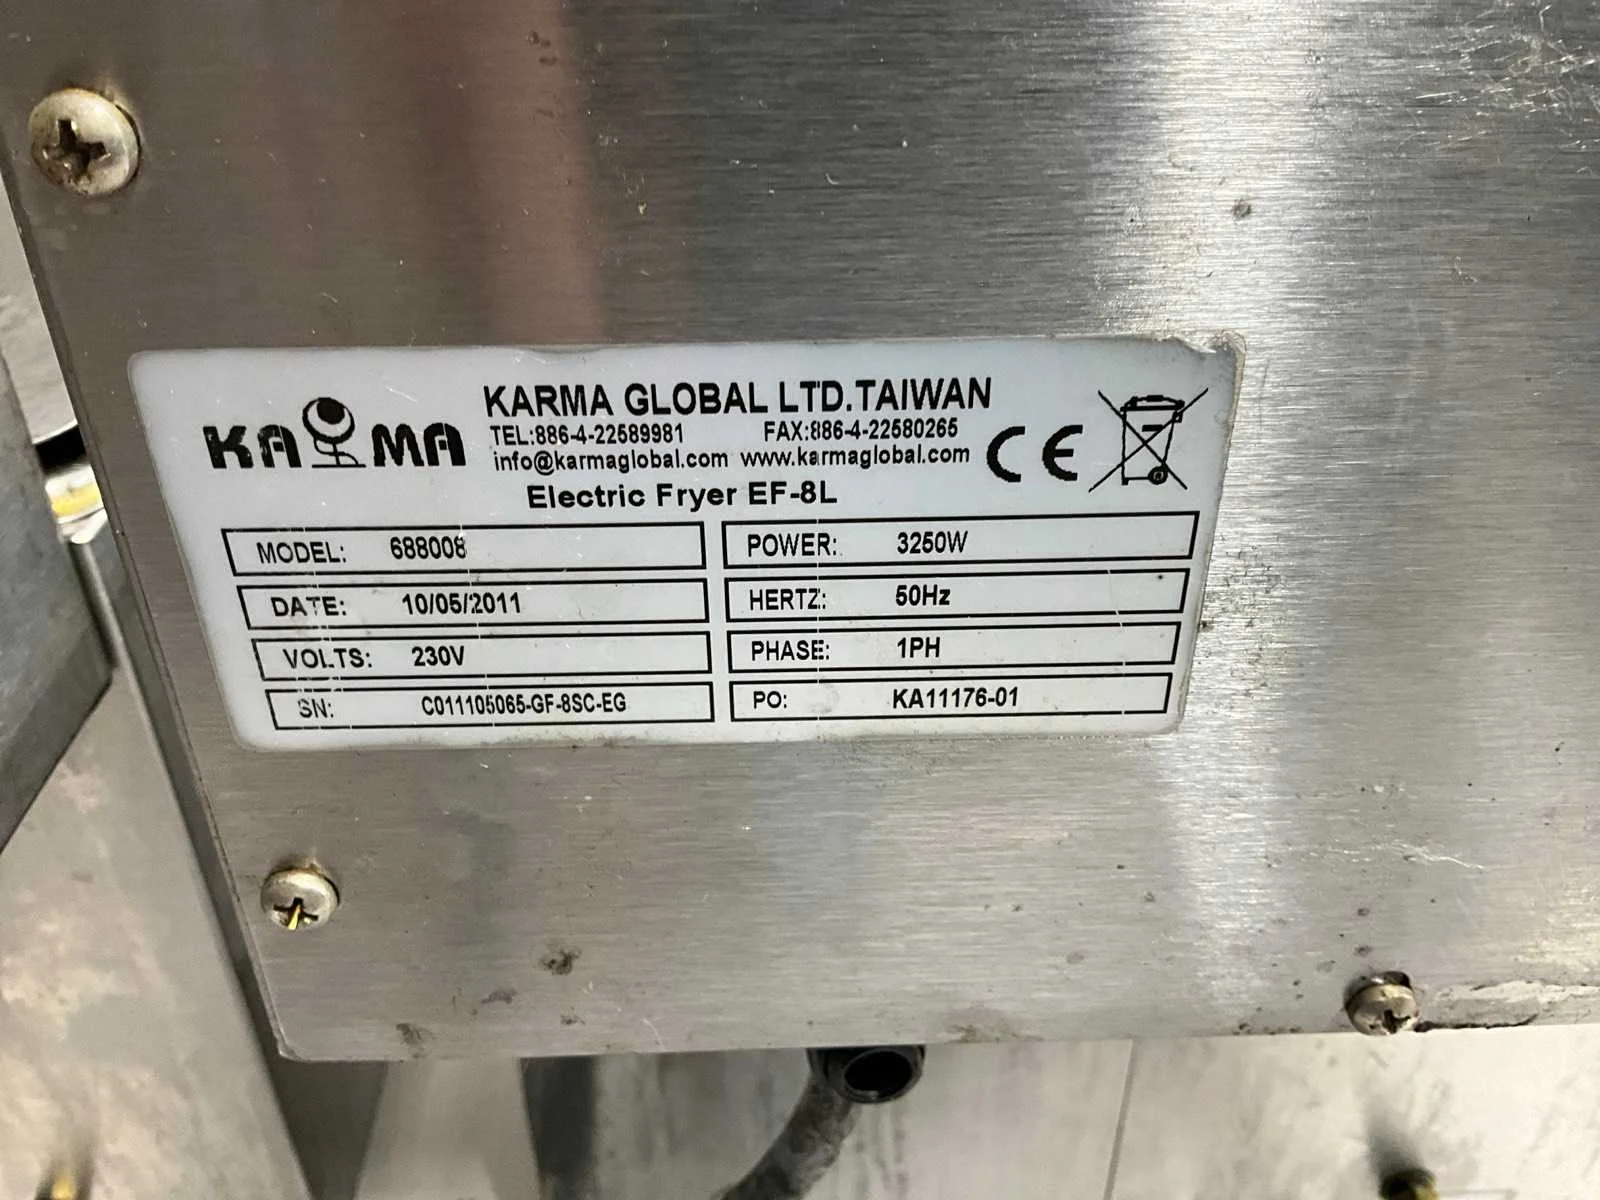 KARMA
KARMA GLOBAL LTD.TAIWAN
TEL:886-4-22589981 FAX:886-4-22580265
info@karmaglobal.com www.karmaglobal.com
CE
Electric Fryer EF-8L
MODEL: 688008 POWER: 3250W
DATE: 10/05/2011 HERTZ: 50Hz
VOLTS: 230V PHASE: 1PH
SN: C011105065-GF-8SC-EG PO: KA11176-01